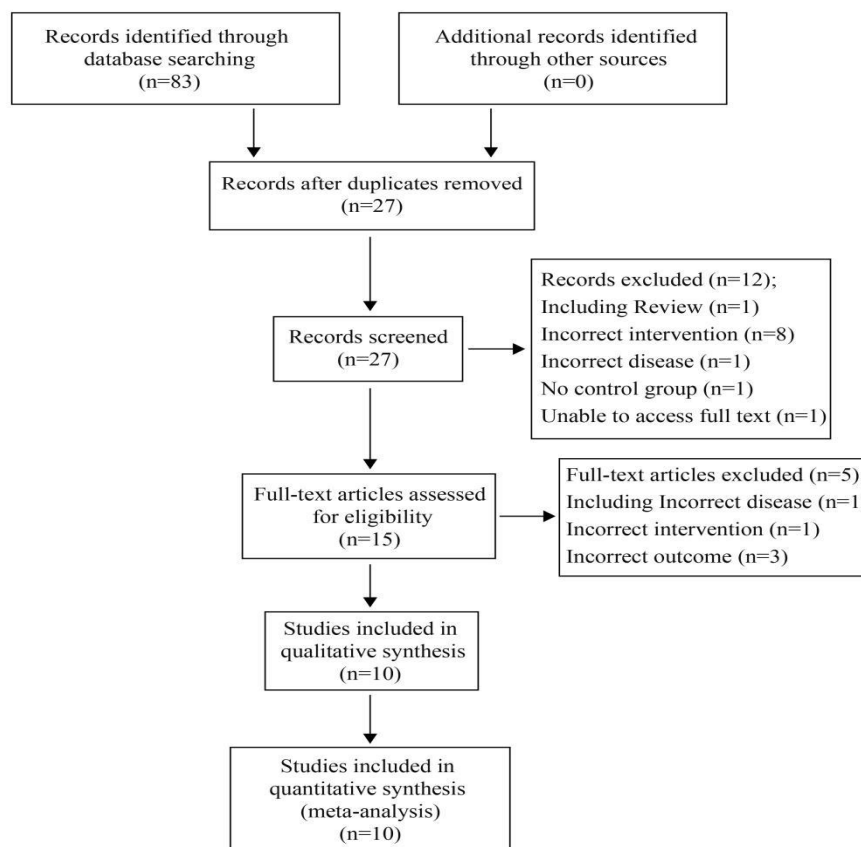 Records identified through
database searching
(n=83)
Additional records identified
through other sources
(n=0)
Records after duplicates removed
(n=27)
Records screened
(n=27)
Records excluded (n=12);
Including Review (n=1)
Incorrect intervention (n=8)
Incorrect disease (n=1)
No control group (n=1)
Unable to access full text (n=1)
Full-text articles assessed
for eligibility
(n=15)
Full-text articles excluded (n=5)
Including Incorrect disease (n=1
Incorrect intervention (n=1)
Incorrect outcome (n=3)
Studies included in
qualitative synthesis
(n=10)
Studies included in
quantitative synthesis
(meta-analysis)
(n=10)